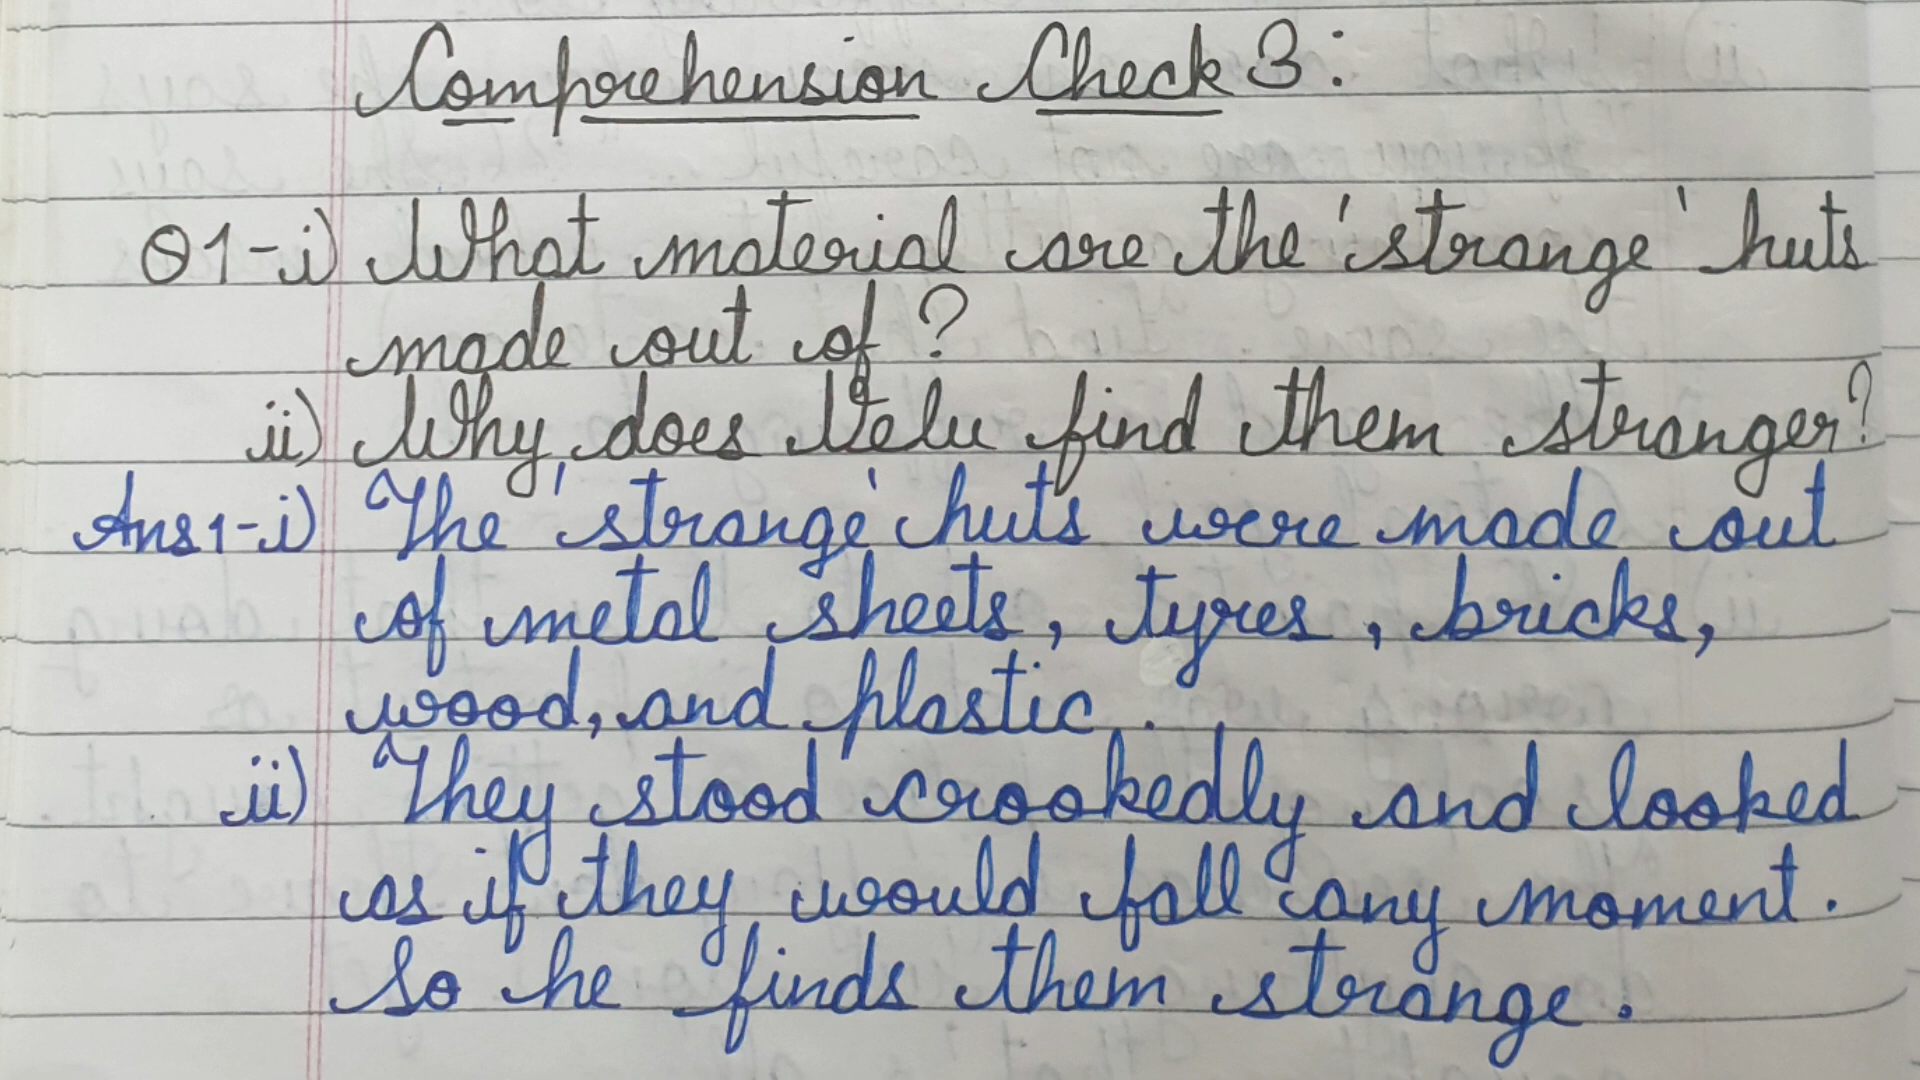 Comprehension Check 3:
Q1-i) What material are the 'strange' huts
made out of?
ii) Why does Velu find them stranger?
Ans1-i) The 'strange' huts were made out
of metal sheets, tyres, bricks,
wood, and plastic.
ii) They stood crookedly and looked
as if they would fall any moment.
So he finds them strange.